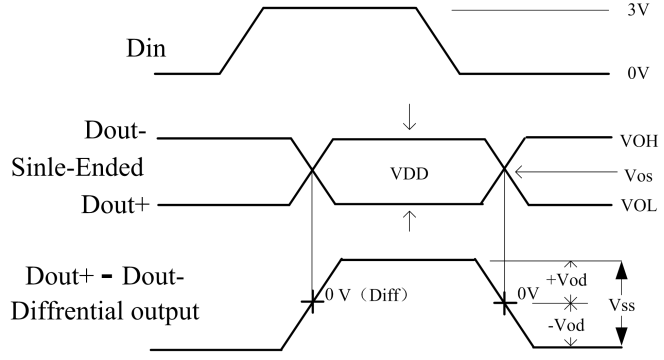 3V
Din
0V
Dout-
VOH
Sinle-Ended
VDD
Vos
Dout+
VOL
Dout+ - Dout-
+Vod
0 V（Diff）
0V
Vss
Diffrential output
-Vod